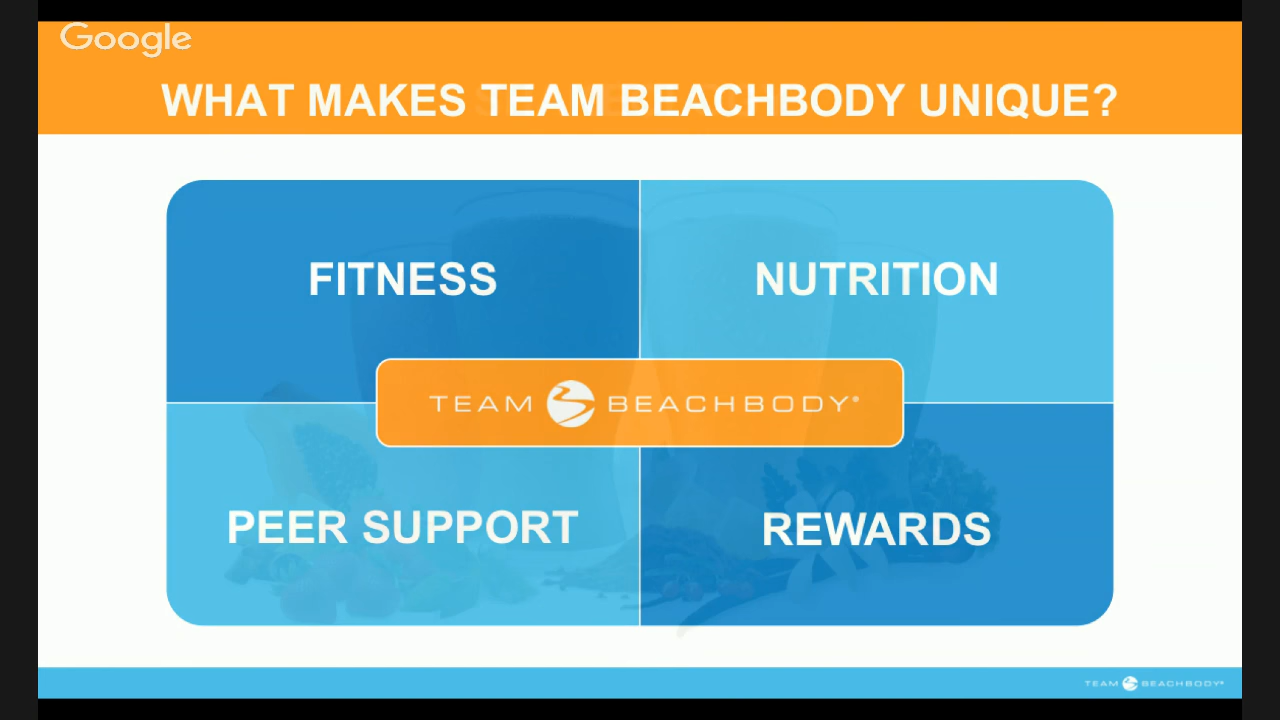 Google
WHAT MAKES TEAM BEACHBODY UNIQUE?
FITNESS
NUTRITION
TEAM BEACHBODY®
PEER SUPPORT
REWARDS
TEAM BEACHBODY®